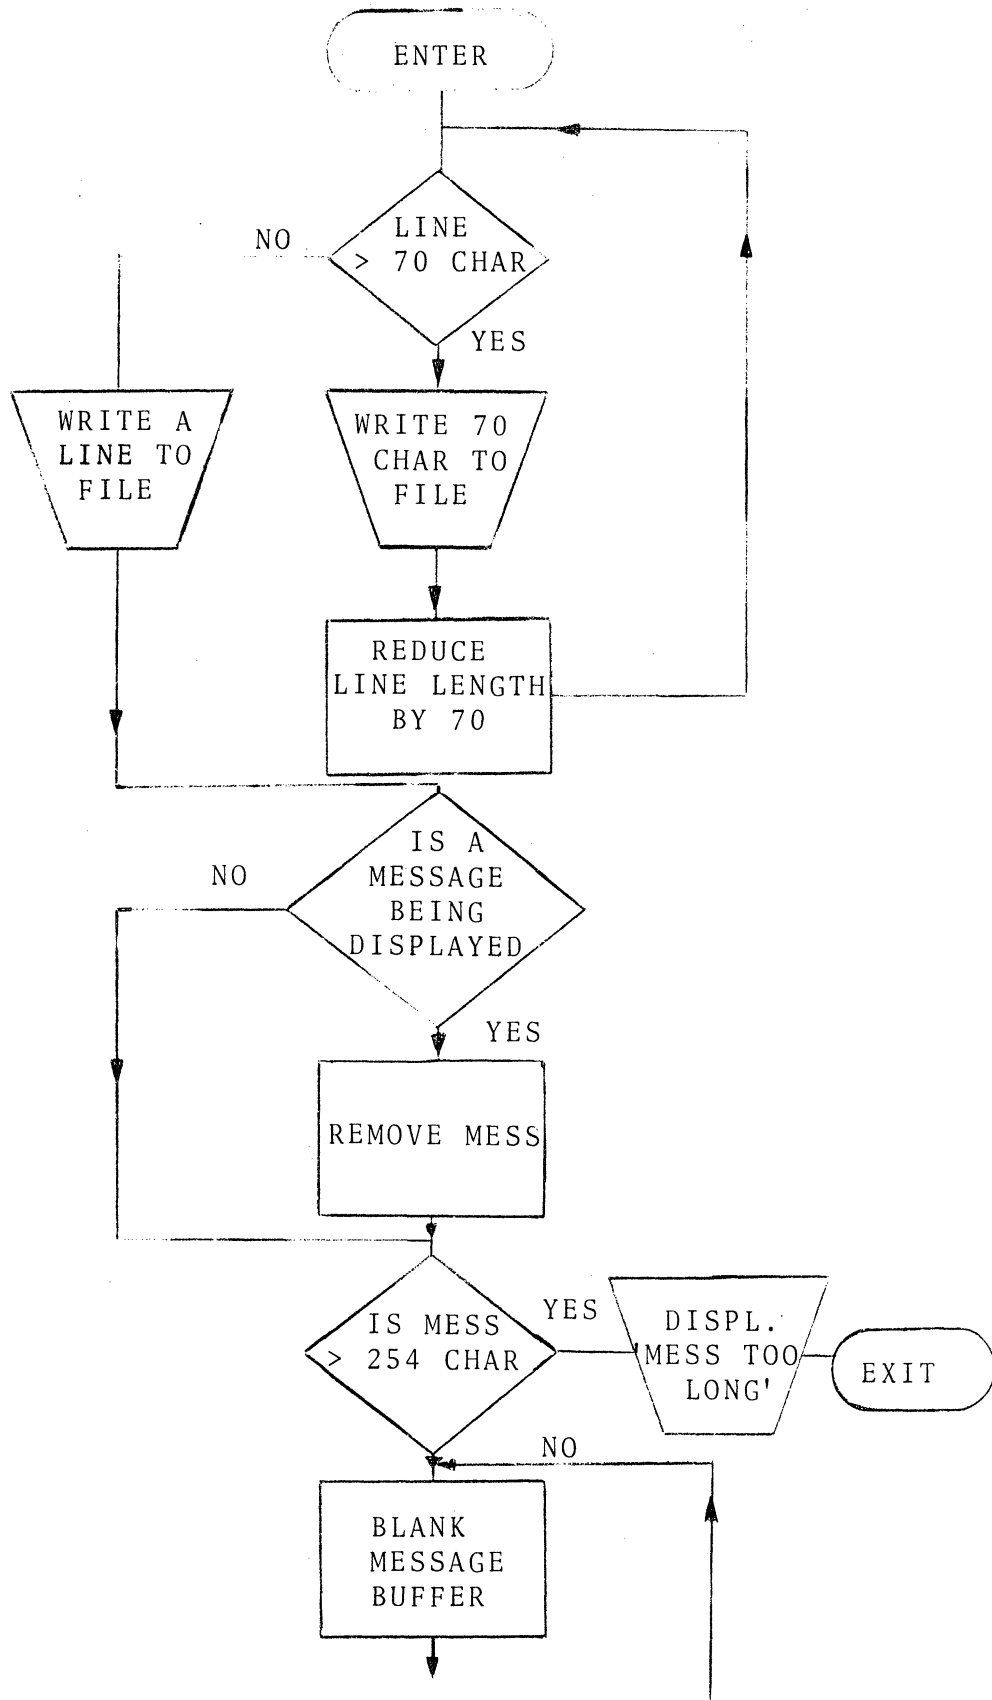 ENTER
LINE
> 70 CHAR
NO
YES
WRITE A
LINE TO
FILE
WRITE 70
CHAR TO
FILE
REDUCE
LINE LENGTH
BY 70
IS A
MESSAGE
BEING
DISPLAYED
NO
YES
REMOVE MESS
IS MESS
> 254 CHAR
YES
DISPL.
'MESS TOO
LONG'
EXIT
NO
BLANK
MESSAGE
BUFFER